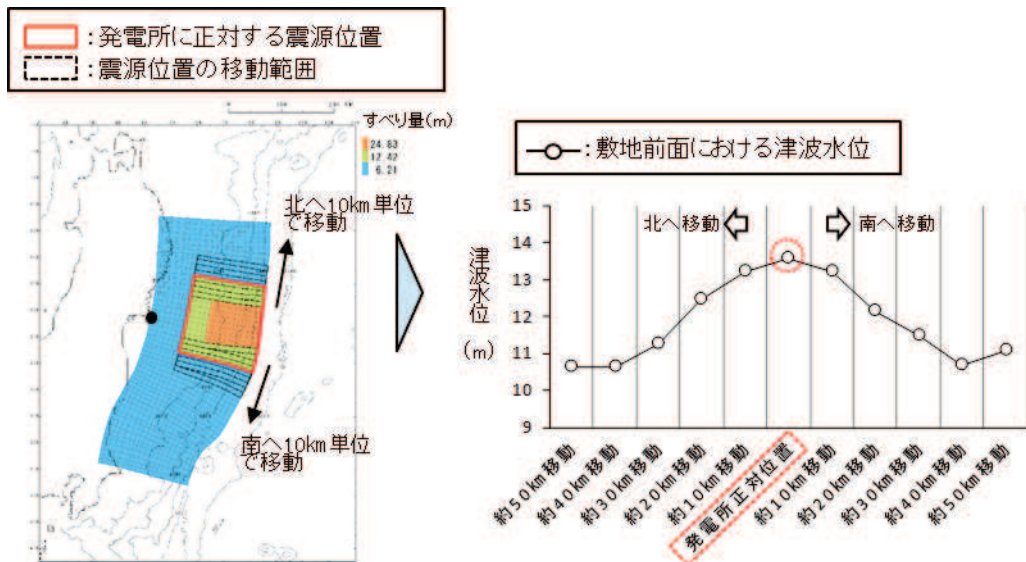 ：発電所に正対する震源位置
：震源位置の移動範囲
すべり量(m)
24.83
12.42
6.21
北へ10km単位
で移動
南へ10km単位
で移動
：敷地前面における津波水位
津波水位
（m）
15
14
13
12
11
10
9
北へ移動
南へ移動
約50km移動
約40km移動
約30km移動
約20km移動
約10km移動
発電所正対位置
約10km移動
約20km移動
約30km移動
約40km移動
約50km移動